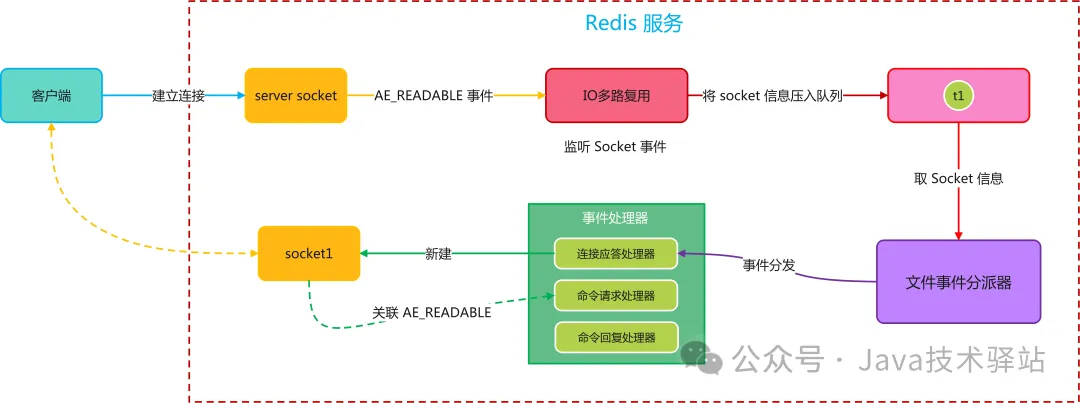 Redis 服务
客户端
建立连接
server socket
AE_READABLE 事件
IO多路复用
将 socket 信息压入队列
t1
监听 Socket 事件
取 Socket 信息
事件处理器
socket1
新建
连接应答处理器
事件分发
文件事件分派器
关联 AE_READABLE
命令请求处理器
命令回复处理器
公众号 · Java技术驿站